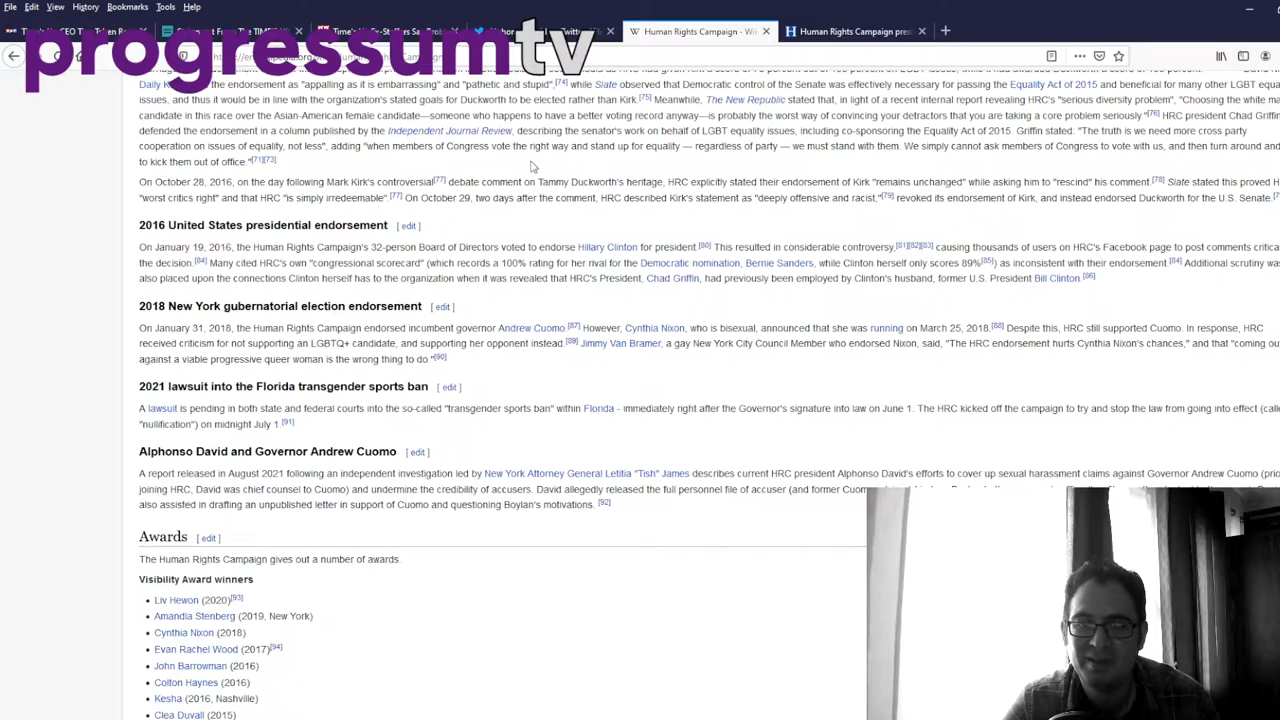 File Edit View History Bookmarks Tools Help
progressumtv
Human Rights Campaign - Wi
Human Rights Campaign pres
the endorsement as "appalling as it is embarrassing" and "pathetic and stupid",[74] while Slate observed that Democratic control of the Senate was effectively necessary for passing the Equality Act of 2015 and beneficial for many other LGBT equa
issues, and thus it would be in line with the organization's stated goals for Duckworth to be elected rather than Kirk.[75] Meanwhile, The New Republic stated that, in light of a recent internal report revealing HRC's "serious diversity problem", "Choosing the white ma
candidate in this race over the Asian-American female candidate—someone who happens to have a better voting record anyway—is probably the worst way of convincing your detractors that you are taking a core problem seriously."[76] HRC president Chad Griffin
defended the endorsement in a column published by the Independent Journal Review, describing the senator's work on behalf of LGBT equality issues, including co-sponsoring the Equality Act of 2015. Griffin stated: "The truth is we need more cross party
cooperation on issues of equality, not less", adding "when members of Congress vote the right way and stand up for equality — regardless of party — we must stand with them. We simply cannot ask members of Congress to vote with us, and then turn around and
to kick them out of office."[71][73]
On October 28, 2016, on the day following Mark Kirk's controversial[77] debate comment on Tammy Duckworth's heritage, HRC explicitly stated their endorsement of Kirk "remains unchanged" while asking him to "rescind" his comment.[78] Slate stated this proved H
"worst critics right" and that HRC "is simply irredeemable".[77] On October 29, two days after the comment, HRC described Kirk's statement as "deeply offensive and racist,"[79] revoked its endorsement of Kirk, and instead endorsed Duckworth for the U.S. Senate.
2016 United States presidential endorsement [ edit ]
On January 19, 2016, the Human Rights Campaign's 32-person Board of Directors voted to endorse Hillary Clinton for president.[80] This resulted in considerable controversy,[81][82][83] causing thousands of users on HRC's Facebook page to post comments critica
the decision.[84] Many cited HRC's own "congressional scorecard" (which records a 100% rating for her rival for the Democratic nomination, Bernie Sanders, while Clinton herself only scores 89%[85]) as inconsistent with their endorsement.[84] Additional scrutiny was
also placed upon the connections Clinton herself has to the organization when it was revealed that HRC's President, Chad Griffin, had previously been employed by Clinton's husband, former U.S. President Bill Clinton.[86]
2018 New York gubernatorial election endorsement [ edit ]
On January 31, 2018, the Human Rights Campaign endorsed incumbent governor Andrew Cuomo.[87] However, Cynthia Nixon, who is bisexual, announced that she was running on March 25, 2018.[88] Despite this, HRC still supported Cuomo. In response, HRC
received criticism for not supporting an LGBTQ+ candidate, and supporting her opponent instead.[89] Jimmy Van Bramer, a gay New York City Council Member who endorsed Nixon, said, "The HRC endorsement hurts Cynthia Nixon's chances," and that "coming ou
against a viable progressive queer woman is the wrong thing to do."[90]
2021 lawsuit into the Florida transgender sports ban [ edit ]
A lawsuit is pending in both state and federal courts into the so-called "transgender sports ban" within Florida - immediately right after the Governor's signature into law on June 1. The HRC kicked off the campaign to try and stop the law from going into effect (calle
"nullification") on midnight July 1.[91]
Alphonso David and Governor Andrew Cuomo [ edit ]
A report released in August 2021 following an independent investigation led by New York Attorney General Letitia "Tish" James describes current HRC president Alphonso David's efforts to cover up sexual harassment claims against Governor Andrew Cuomo (prio
joining HRC, David was chief counsel to Cuomo) and undermine the credibility of accusers. David allegedly released the full personnel file of accuser (and former Cuom
also assisted in drafting an unpublished letter in support of Cuomo and questioning Boylan's motivations. [92]
Awards [ edit ]
The Human Rights Campaign gives out a number of awards.
Visibility Award winners
• Liv Hewon (2020)[93]
• Amandla Stenberg (2019, New York)
• Cynthia Nixon (2018)
• Evan Rachel Wood (2017)[94]
• John Barrowman (2016)
• Colton Haynes (2016)
• Kesha (2016, Nashville)
• Clea Duvall (2015)